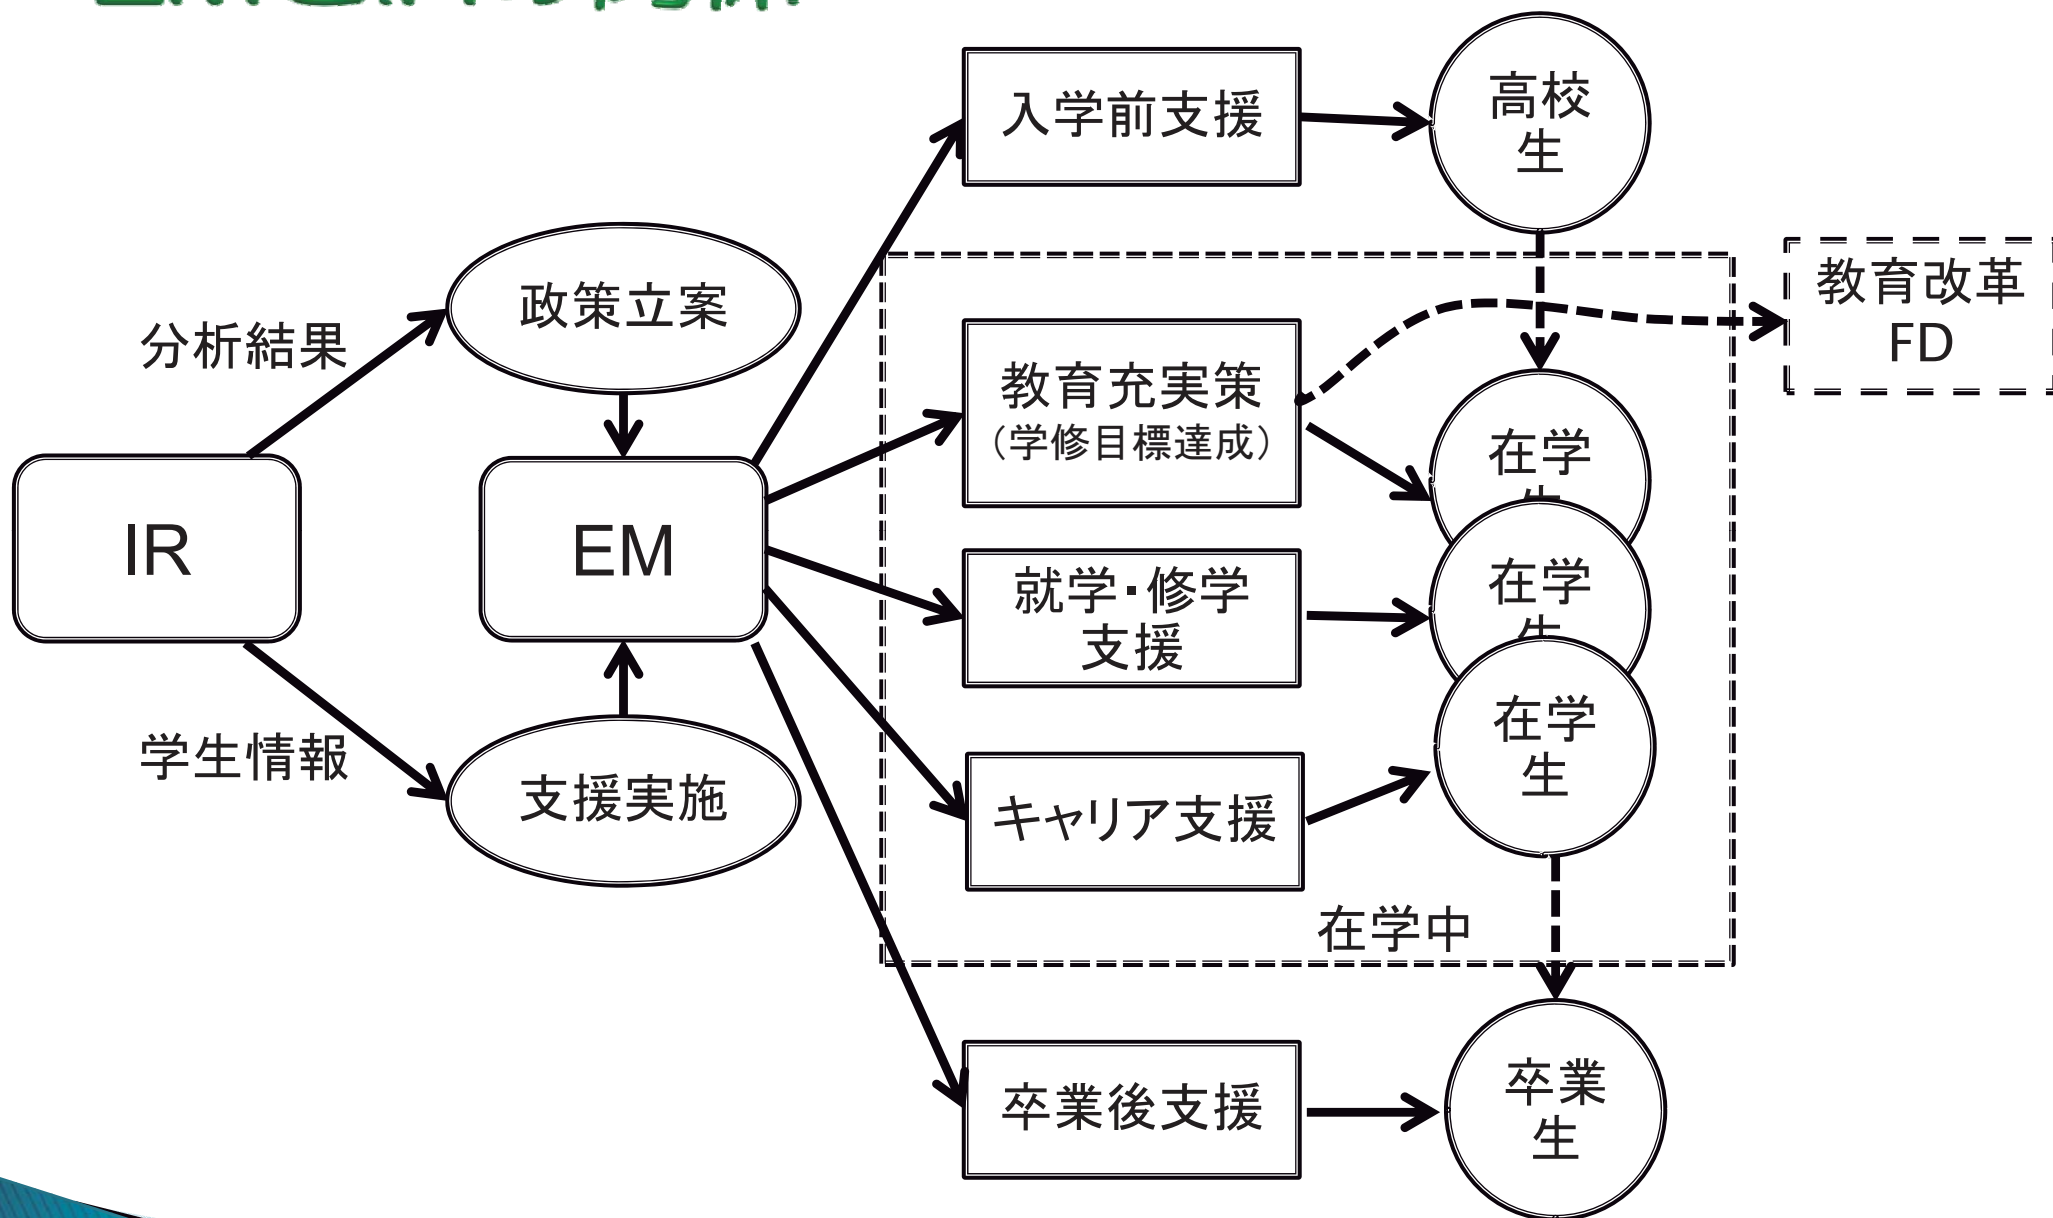 入学前支援
高校
生
教育改革
FD
政策立案
分析結果
教育充実策
（学修目標達成）
在学
IR
EM
就学・修学
支援
在学
学生情報
支援実施
キャリア支援
在学
生
在学中
卒業後支援
卒業
生